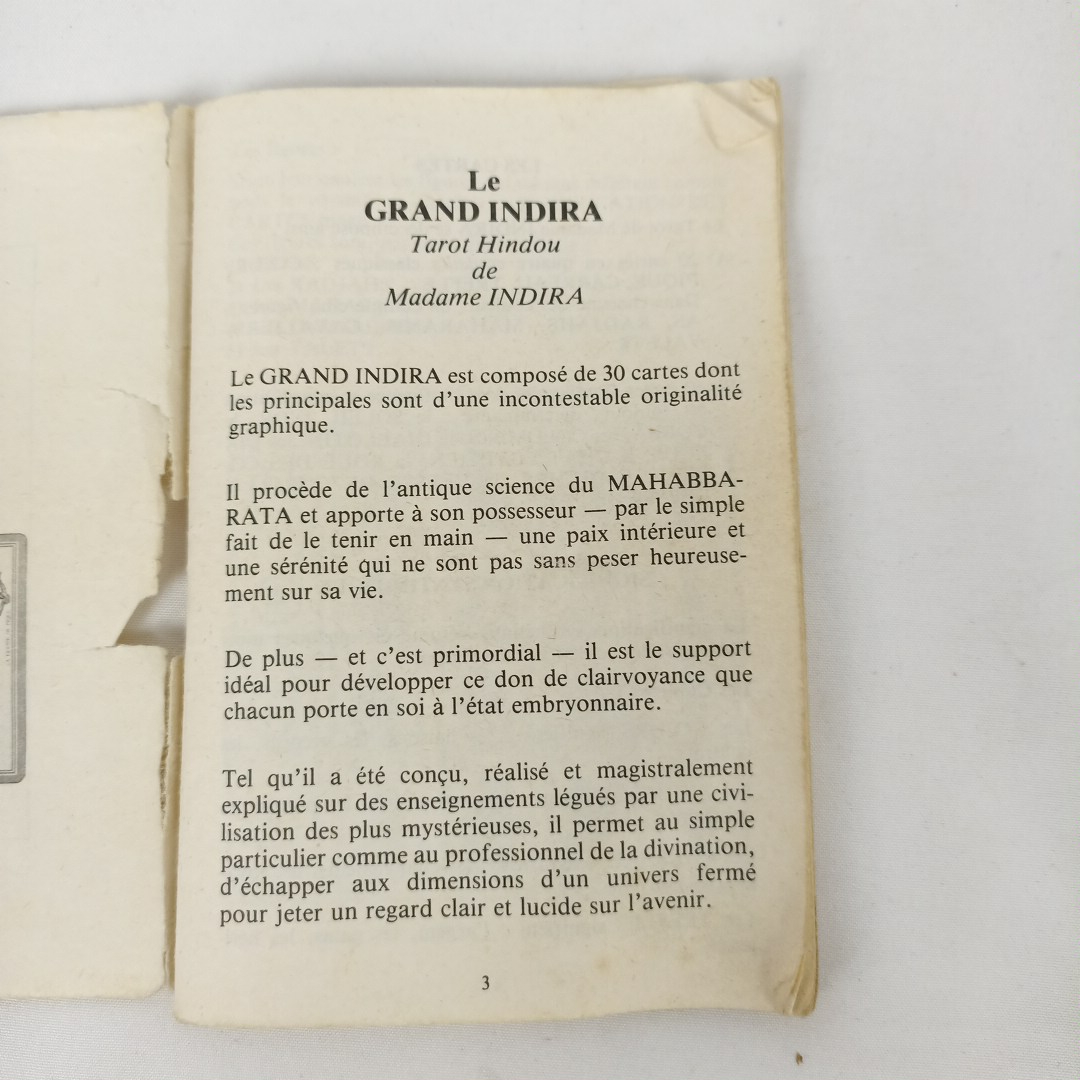 Le
GRAND INDIRA
Tarot Hindou
de
Madame INDIRA
Le GRAND INDIRA est composé de 30 cartes dont
les principales sont d'une incontestable originalité
graphique.
Il procède de l'antique science du MAHABBA-
RATA et apporte à son possesseur — par le simple
fait de le tenir en main — une paix intérieure et
une sérénité qui ne sont pas sans peser heureuse-
ment sur sa vie.
De plus — et c'est primordial — il est le support
idéal pour développer ce don de clairvoyance que
chacun porte en soi à l'état embryonnaire.
Tel qu'il a été conçu, réalisé et magistralement
expliqué sur des enseignements légués par une civi-
lisation des plus mystérieuses, il permet au simple
particulier comme au professionnel de la divination,
d'échapper aux dimensions d'un univers fermé
pour jeter un regard clair et lucide sur l'avenir.
3